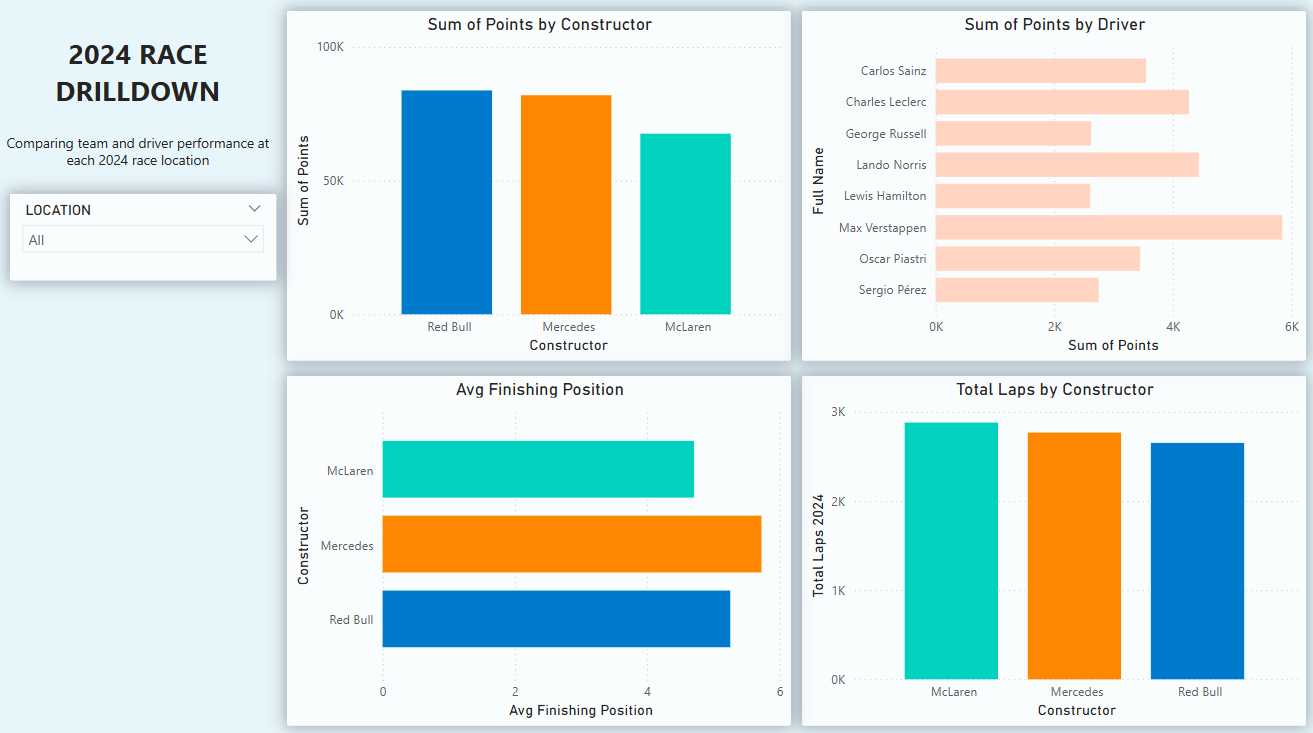 2024 RACE
DRILLDOWN
Comparing team and driver performance at
each 2024 race location
LOCATION
All
Sum of Points by Constructor
Sum of Points
100K
50K
0K
Red Bull
Mercedes
McLaren
Constructor
Sum of Points by Driver
Full Name
Carlos Sainz
Charles Leclerc
George Russell
Lando Norris
Lewis Hamilton
Max Verstappen
Oscar Piastri
Sergio Pérez
0K
2K
4K
6K
Sum of Points
Avg Finishing Position
Constructor
McLaren
Mercedes
Red Bull
0
2
4
6
Avg Finishing Position
Total Laps by Constructor
Total Laps 2024
3K
2K
1K
0K
McLaren
Mercedes
Red Bull
Constructor